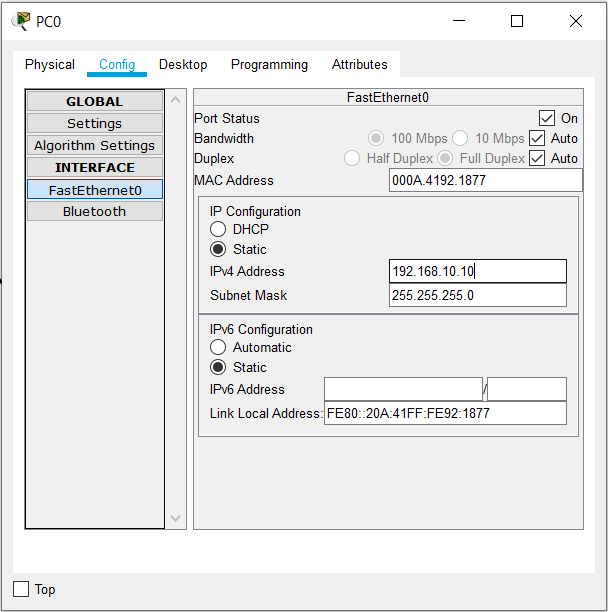 PC0
Physical Config Desktop Programming Attributes
GLOBAL
Settings
Algorithm Settings
INTERFACE
FastEthernet0
Bluetooth
FastEthernet0
Port Status On
Bandwidth 100 Mbps 10 Mbps Auto
Duplex Half Duplex Full Duplex Auto
MAC Address 000A.4192.1877
IP Configuration
DHCP
Static
IPv4 Address 192.168.10.10
Subnet Mask 255.255.255.0
IPv6 Configuration
Automatic
Static
IPv6 Address /
Link Local Address: FE80::20A:41FF:FE92:1877
Top